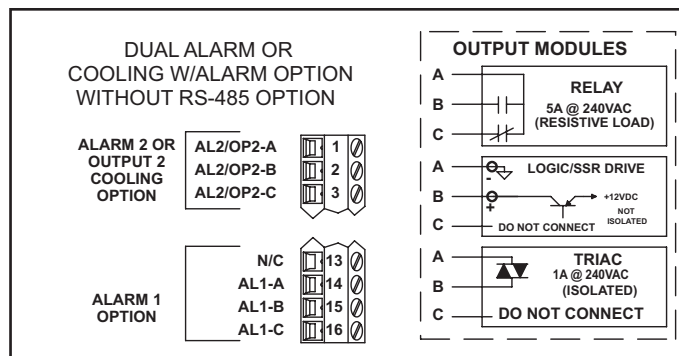 DUAL ALARM OR
COOLING W/ALARM OPTION
WITHOUT RS-485 OPTION
ALARM 2 OR
OUTPUT 2
COOLING
OPTION
AL2/OP2-A 1
AL2/OP2-B 2
AL2/OP2-C 3
N/C 13
AL1-A 14
AL1-B 15
AL1-C 16
ALARM 1
OPTION
OUTPUT MODULES
A
B
C
RELAY
5A @ 240VAC
(RESISTIVE LOAD)
A
B
C
LOGIC/SSR DRIVE
-
+
+12VDC
NOT
ISOLATED
DO NOT CONNECT
A
B
C
TRIAC
1A @ 240VAC
(ISOLATED)
DO NOT CONNECT